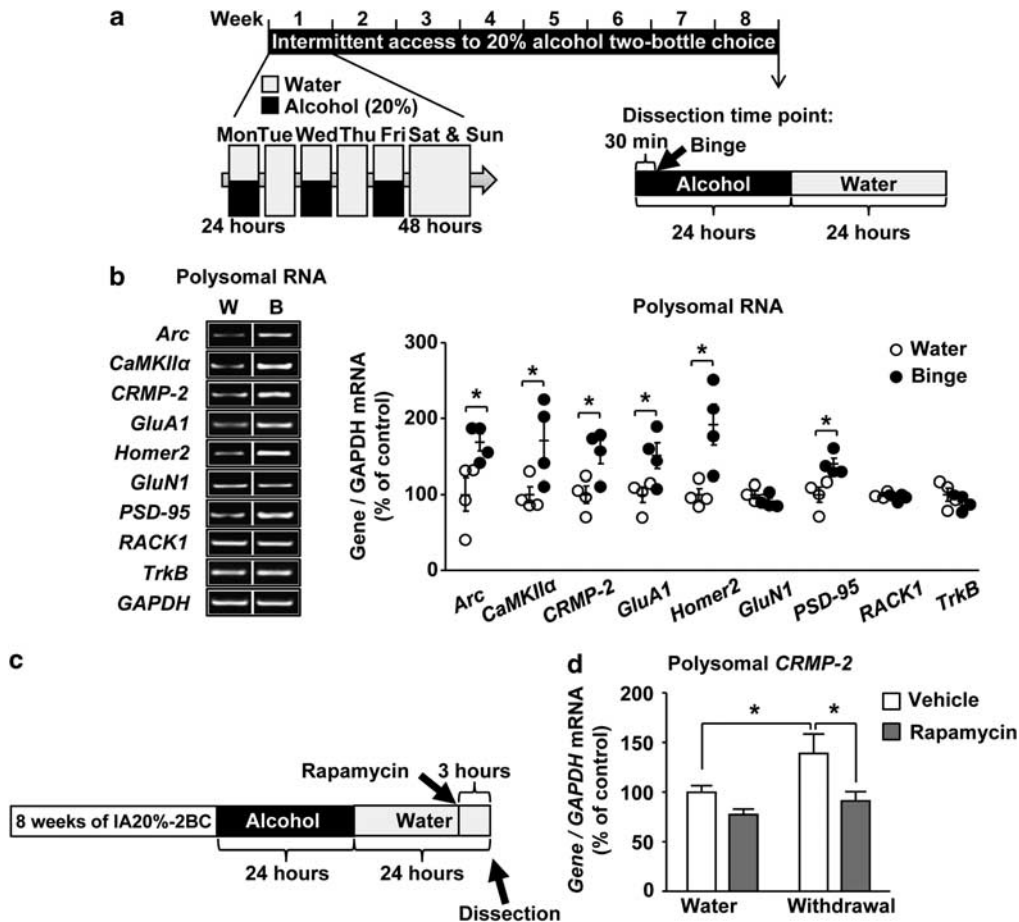 a
Week 1 2 3 4 5 6 7 8
Intermittent access to 20% alcohol two-bottle choice
Water
Alcohol (20%)
Mon Tue Wed Thu Fri Sat & Sun
24 hours 48 hours
Dissection time point:
30 min
Binge
Alcohol Water
24 hours 24 hours
b
Polysomal RNA
W B
Arc
CaMKIIα
CRMP-2
GluA1
Homer2
GluN1
PSD-95
RACK1
TrkB
GAPDH
Polysomal RNA
Gene / GAPDH mRNA
(% of control)
300
200
100
0
* * * * * *
Water
Binge
Arc CaMKIIα CRMP-2 GluA1 Homer2 GluN1 PSD-95 RACK1 TrkB
c
Rapamycin 3 hours
8 weeks of IA20%-2BC Alcohol Water
24 hours 24 hours
Dissection
d
Polysomal CRMP-2
Gene / GAPDH mRNA
(% of control)
200
150
100
50
0
* *
Vehicle
Rapamycin
Water Withdrawal